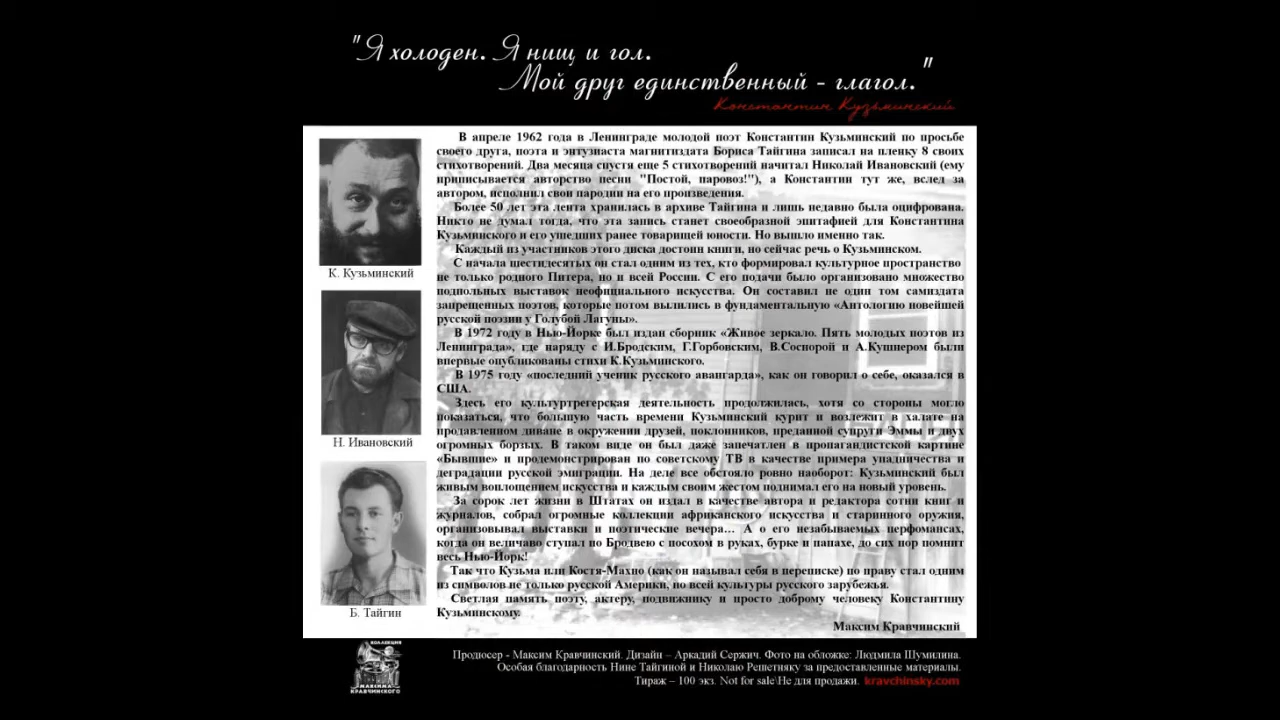 "Я холоден. Я нищ и гол.
Мой друг единственный - глагол."
Константин Кузьминский
В апреле 1962 года в Ленинграде молодой поэт Константин Кузьминский по просьбе
своего друга, поэта и энтузиаста магнитиздата Бориса Тайгина записал на пленку 8 своих
стихотворений. Два месяца спустя еще 5 стихотворений начитал Николай Ивановский (ему
приписывается авторство песни "Постой, паровоз!"), а Константин тут же, вслед за
автором, исполнил свои пародии на его произведения.
Более 50 лет эта лента хранилась в архиве Тайгина и лишь недавно была оцифрована.
Никто не думал тогда, что эта запись станет своеобразной эпитафией для Константина
Кузьминского и его ушедших ранее товарищей юности. Но вышло именно так.
Каждый из участников этого диска достоин книги, но сейчас речь о Кузьминском.
С начала шестидесятых он стал одним из тех, кто формировал культурное пространство
не только родного Питера, но и всей России. С его подачи было организовано множество
подпольных выставок неофициального искусства. Он составил не один том самиздата
запрещенных поэтов, которые потом вылились в фундаментальную «Антологию новейшей
русской поэзии у Голубой Лагуны».
В 1972 году в Нью-Йорке был издан сборник «Живое зеркало. Пять молодых поэтов из
Ленинграда», где наряду с И.Бродским, Г.Горбовским, В.Соснорой и А.Кушнером были
впервые опубликованы стихи К.Кузьминского.
В 1975 году «последний ученик русского авангарда», как он говорил о себе, оказался в
США.
Здесь его культуртрегерская деятельность продолжилась, хотя со стороны могло
показаться, что большую часть времени Кузьминский курит и возлежит в халате на
продавленном диване в окружении друзей, поклонников, преданной супруги Эммы и двух
огромных борзых. В таком виде он был даже запечатлен в пропагандистской картине
«Бывшие» и продемонстрирован по советскому ТВ в качестве примера упадничества и
деградации русской эмиграции. На деле все обстояло ровно наоборот: Кузьминский был
живым воплощением искусства и каждым своим жестом поднимал его на новый уровень.
За сорок лет жизни в Штатах он издал в качестве автора и редактора сотни книг и
журналов, собрал огромные коллекции африканского искусства и старинного оружия,
организовывал выставки и поэтические вечера... А о его незабываемых перфомансах,
когда он величаво ступал по Бродвею с посохом в руках, бурке и папахе, до сих пор помнит
весь Нью-Йорк!
Так что Кузьма или Костя-Махно (как он называл себя в переписке) по праву стал одним
из символов не только русской Америки, но всей культуры русского зарубежья.
Светлая память поэту, актеру, подвижнику и просто доброму человеку Константину
Кузьминскому.
Максим Кравчинский
К. Кузьминский
Н. Ивановский
Б. Тайгин
КОЛЛЕКЦИЯ
МАКСИМА
КРАВЧИНСКОГО
Продюсер - Максим Кравчинский. Дизайн – Аркадий Сержич. Фото на обложке: Людмила Шумилина.
Особая благодарность Нине Тайгиной и Николаю Решетняку за предоставленные материалы.
Тираж – 100 экз. Not for sale\Не для продажи. kravchinsky.com